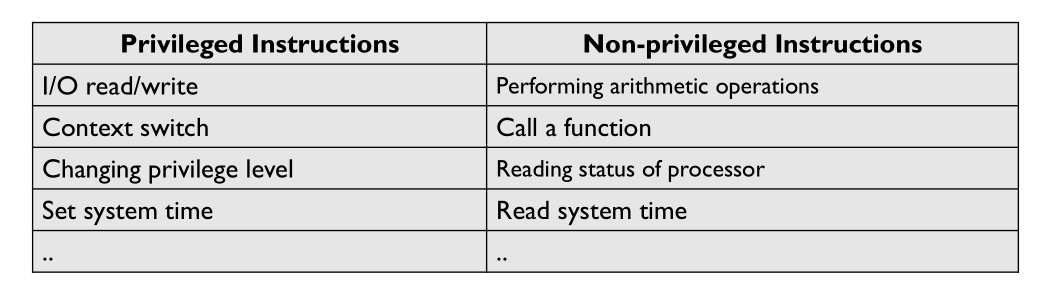 Privileged Instructions
Non-privileged Instructions
I/O read/write
Performing arithmetic operations
Context switch
Call a function
Changing privilege level
Reading status of processor
Set system time
Read system time
..
..